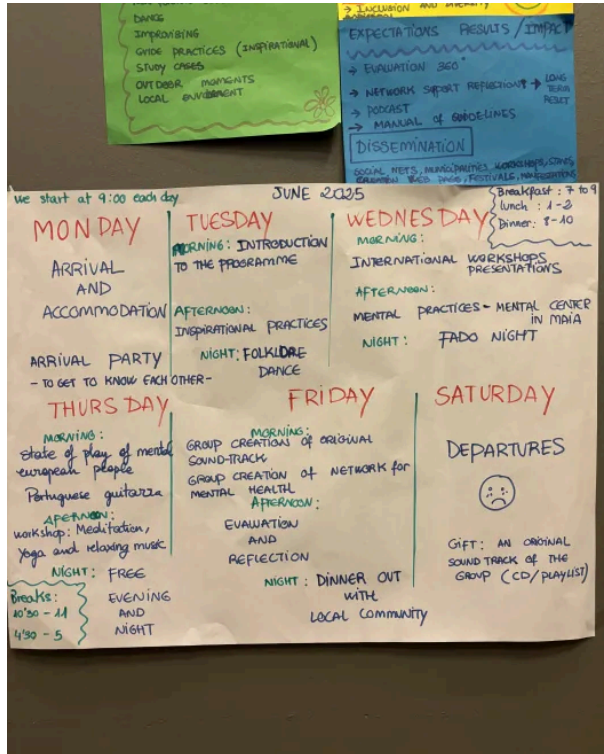 DANCE
IMPROVISING
GUIDE PRACTICES (INSPIRATIONAL)
STUDY CASES
OUTDOOR MOMENTS
LOCAL ENVIRONMENT
→ INCLUSION AND DIVERSITY
EXPECTATIONS RESULTS / IMPACT
→ EVALUATION 360°
→ NETWORK SUPPORT REFLECTIONS → LONG
TERM
RESET
→ PODCAST
→ MANUAL of GUIDELINES
DISSEMINATION
SOCIAL NETS, MUNICIPALITIES, WORKSHOPS,
WEB PAGE, FESTIVALS,
we start at 9:00 each day
JUNE 2025
Breakfast: 7 to 9
lunch: 1-2
Dinner: 8-10
MONDAY
ARRIVAL
AND
ACCOMMODATION
ARRIVAL PARTY
- TO GET TO KNOW EACH OTHER -
TUESDAY
MORNING: INTRODUCTION
TO THE PROGRAMME
AFTERNOON:
INSPIRATIONAL PRACTICES
NIGHT: FOLKLORE
DANCE
WEDNESDAY
MORNING:
INTERNATIONAL WORKSHOPS
PRESENTATIONS
AFTERNOON:
MENTAL PRACTICES - MENTAL CENTER
IN MAIA
NIGHT: FADO NIGHT
THURSDAY
MORNING:
state of play of mental
european people
Portuguese guitarra
AFTERNOON:
workshop: Meditation,
Yoga and relaxing music
NIGHT: FREE
EVENING
AND
NIGHT
Breaks:
10'30 - 11
4'30 - 5
FRIDAY
MORNING:
GROUP CREATION of ORIGINAL
SOUND-TRACK
GROUP CREATION of NETWORK for
MENTAL HEALTH
AFTERNOON:
EVALUATION
AND
REFLECTION
NIGHT: DINNER OUT
WITH
LOCAL COMMUNITY
SATURDAY
DEPARTURES
GIFT: AN ORIGINAL
SOUND TRACK OF THE
GROUP (CD/PLAYLIST)